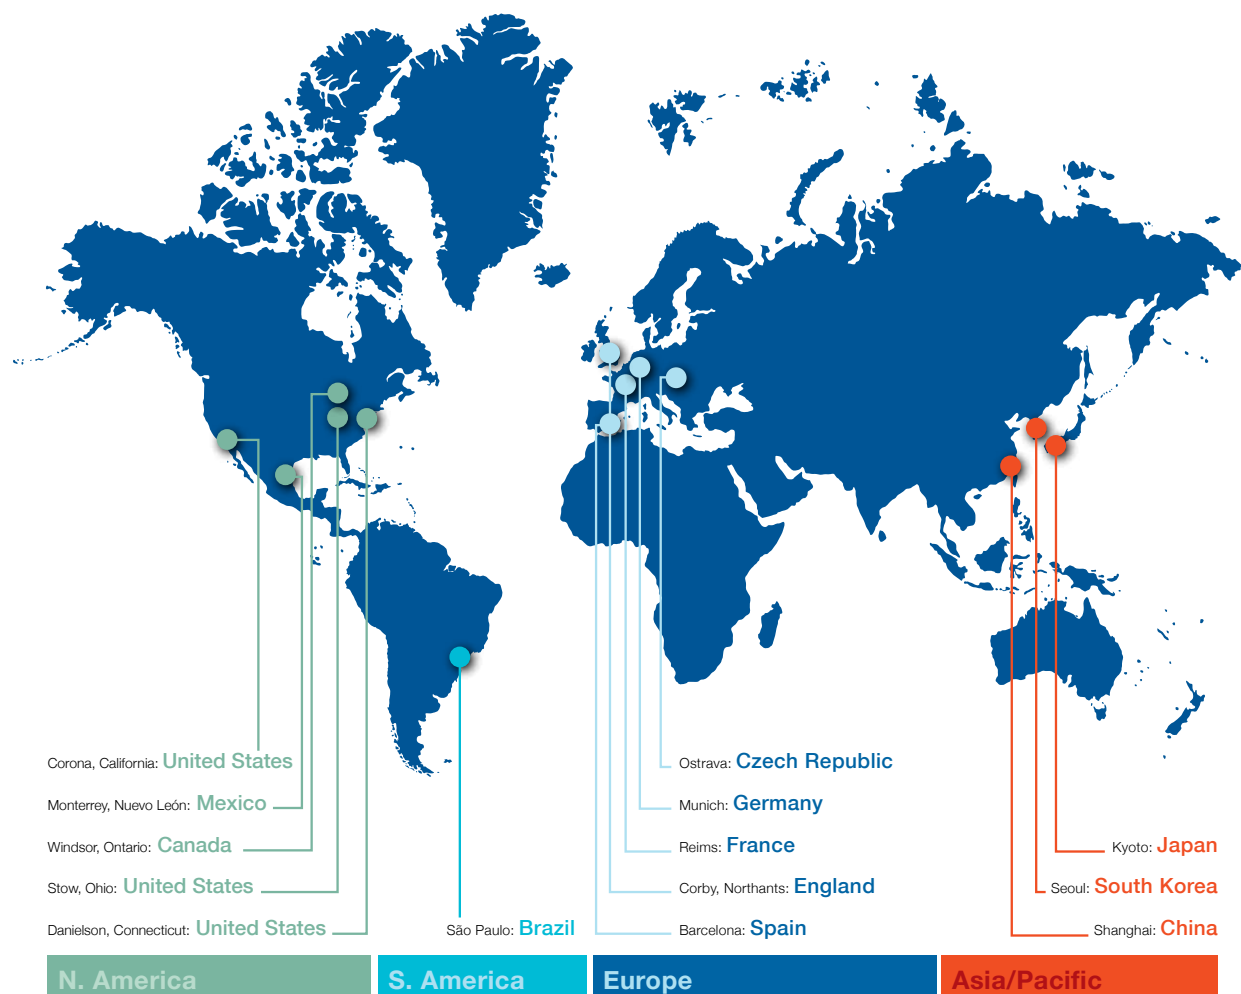 Corona, California: United States
Monterrey, Nuevo León: Mexico
Windsor, Ontario: Canada
Stow, Ohio: United States
Danielson, Connecticut: United States
N. America
São Paulo: Brazil
S. America
Ostrava: Czech Republic
Munich: Germany
Reims: France
Corby, Northants: England
Barcelona: Spain
Europe
Kyoto: Japan
Seoul: South Korea
Shanghai: China
Asia/Pacific